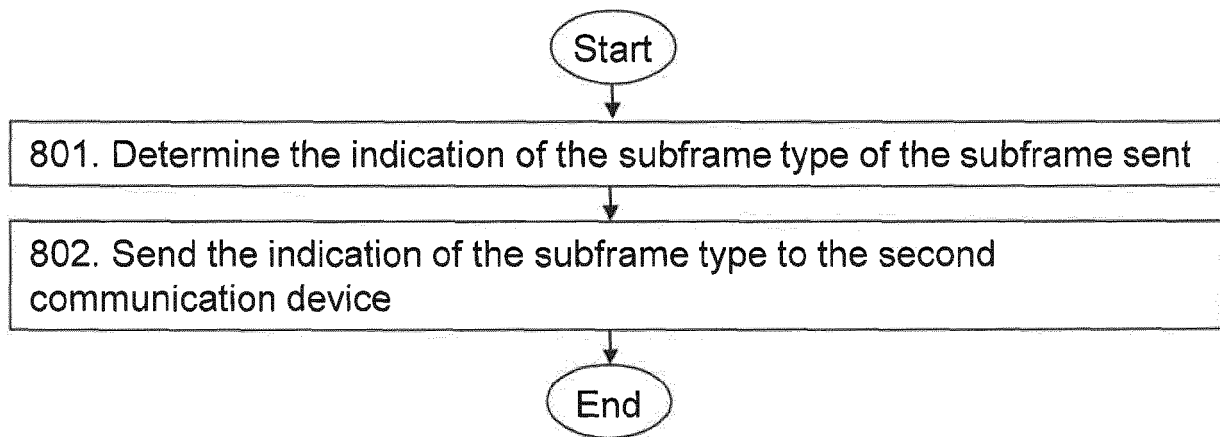 Start
801. Determine the indication of the subframe type of the subframe sent
802. Send the indication of the subframe type to the second
communication device
End